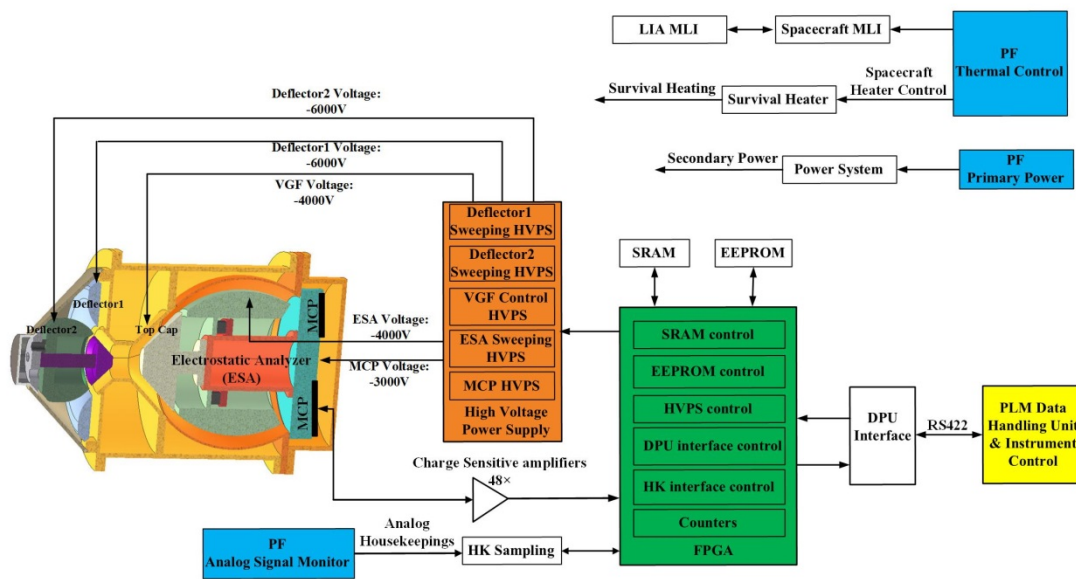 LIA MLI
Spacecraft MLI
PF
Thermal Control
Spacecraft
Heater Control
Survival Heating
Survival Heater
Secondary Power
Power System
PF
Primary Power
Deflector2 Voltage:
-6000V
Deflector1 Voltage:
-6000V
VGF Voltage:
-4000V
Deflector1
Sweeping HVPS
Deflector2
Sweeping HVPS
VGF Control
HVPS
ESA Sweeping
HVPS
MCP HVPS
High Voltage
Power Supply
Deflector1
Deflector2
Top Cap
Electrostatic Analyzer
(ESA)
MCP
MCP
ESA Voltage:
-4000V
MCP Voltage:
-3000V
SRAM
EEPROM
SRAM control
EEPROM control
HVPS control
DPU interface control
HK interface control
Counters
FPGA
DPU
Interface
RS422
PLM Data
Handling Unit
& Instrument
Control
Charge Sensitive amplifiers
48×
PF
Analog Signal Monitor
Analog
Housekeepings
HK Sampling